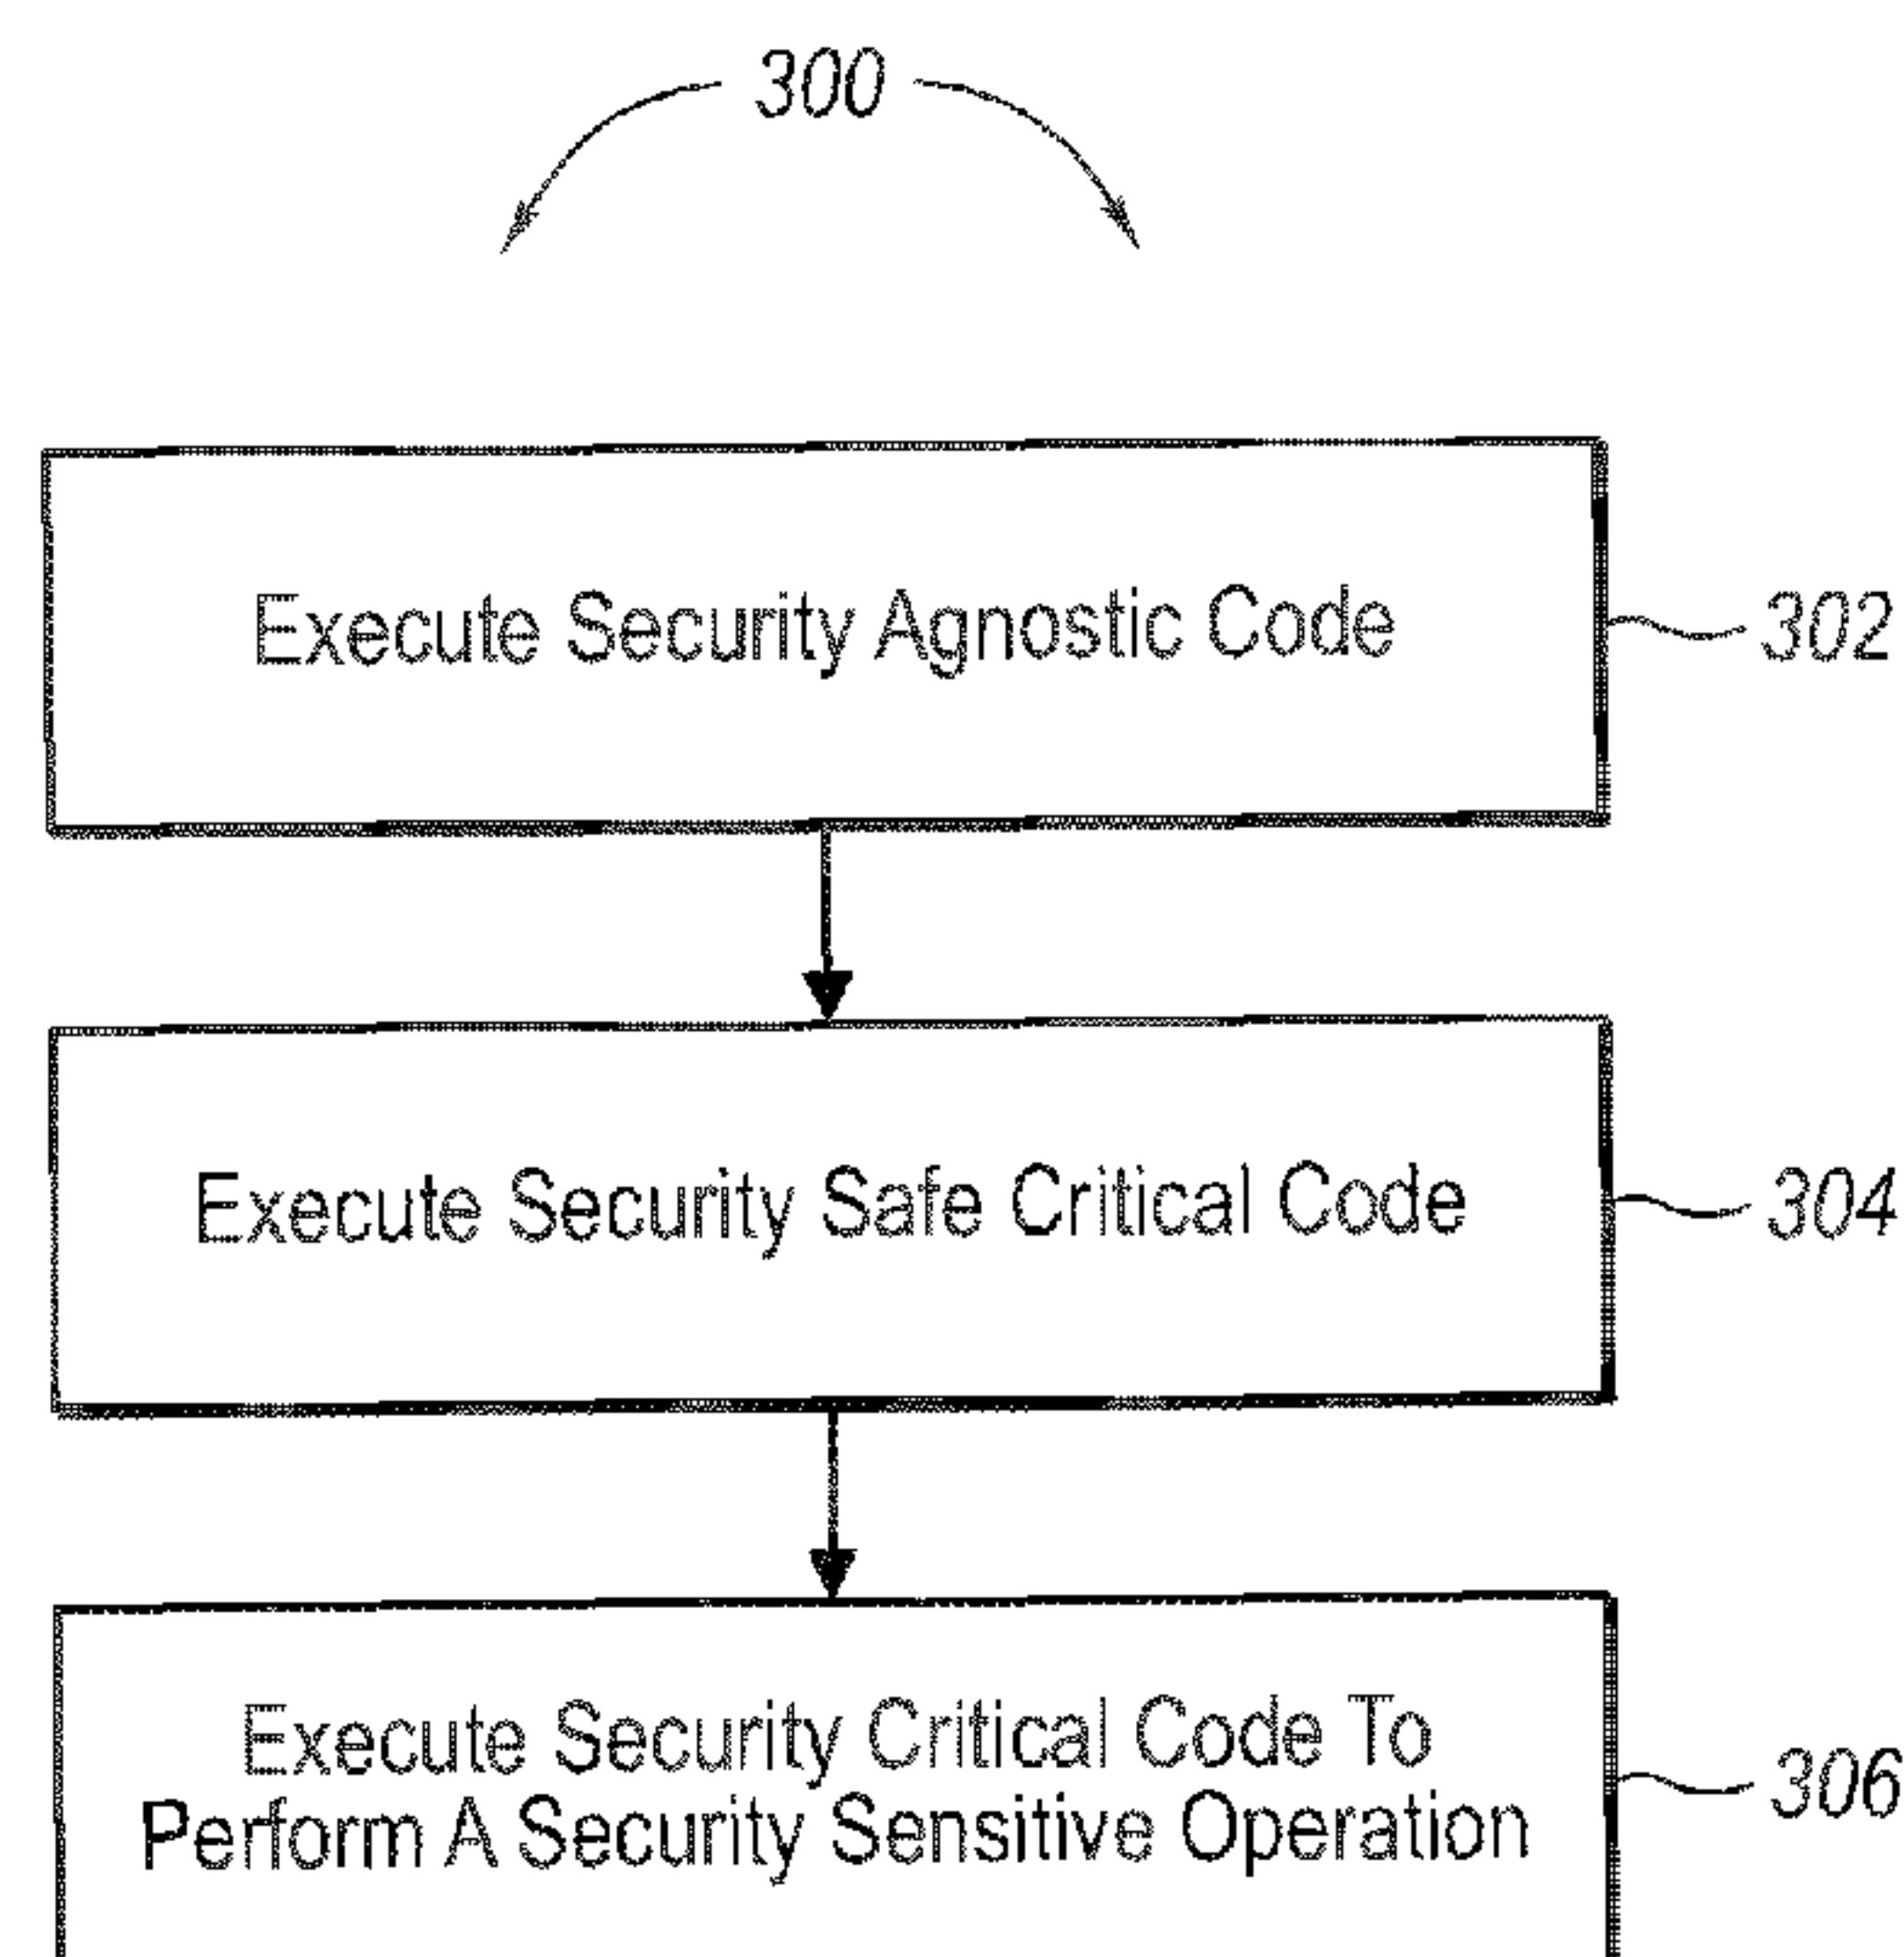 300
Execute Security Agnostic Code
302
Execute Security Safe Critical Code
304
Execute Security Critical Code To
Perform A Security Sensitive Operation
306